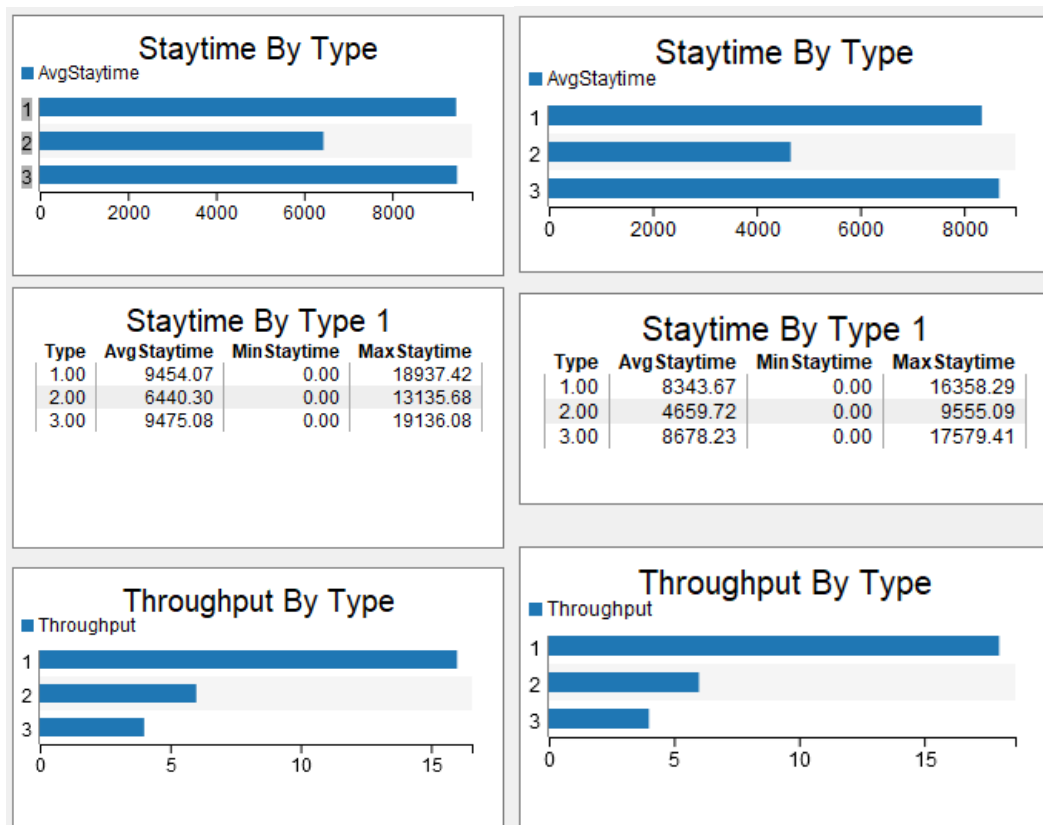 Staytime By Type
AvgStaytime
1
2
3
0 2000 4000 6000 8000
Staytime By Type 1
Type AvgStaytime MinStaytime MaxStaytime
1.00 9454.07 0.00 18937.42
2.00 6440.30 0.00 13135.68
3.00 9475.08 0.00 19136.08
Throughput By Type
Throughput
1
2
3
0 5 10 15
Staytime By Type
AvgStaytime
1
2
3
0 2000 4000 6000 8000
Staytime By Type 1
Type AvgStaytime MinStaytime MaxStaytime
1.00 8343.67 0.00 16358.29
2.00 4659.72 0.00 9555.09
3.00 8678.23 0.00 17579.41
Throughput By Type
Throughput
1
2
3
0 5 10 15